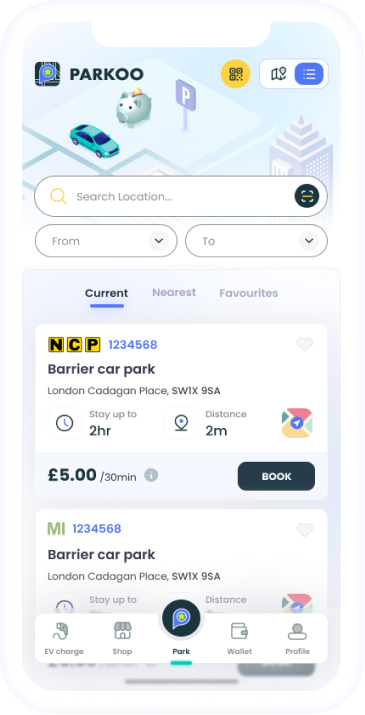 PARKOO
P
Search Location...
From
To
Current Nearest Favourites
NCP 1234568
Barrier car park
London Cadagan Place, SW1X 9SA
Stay up to
2hr
Distance
2m
£5.00 /30min i
BOOK
MI 1234568
Barrier car park
London Cadagan Place, SW1X 9SA
Stay up to
Distance
EV charge
Shop
Park
Wallet
Profile